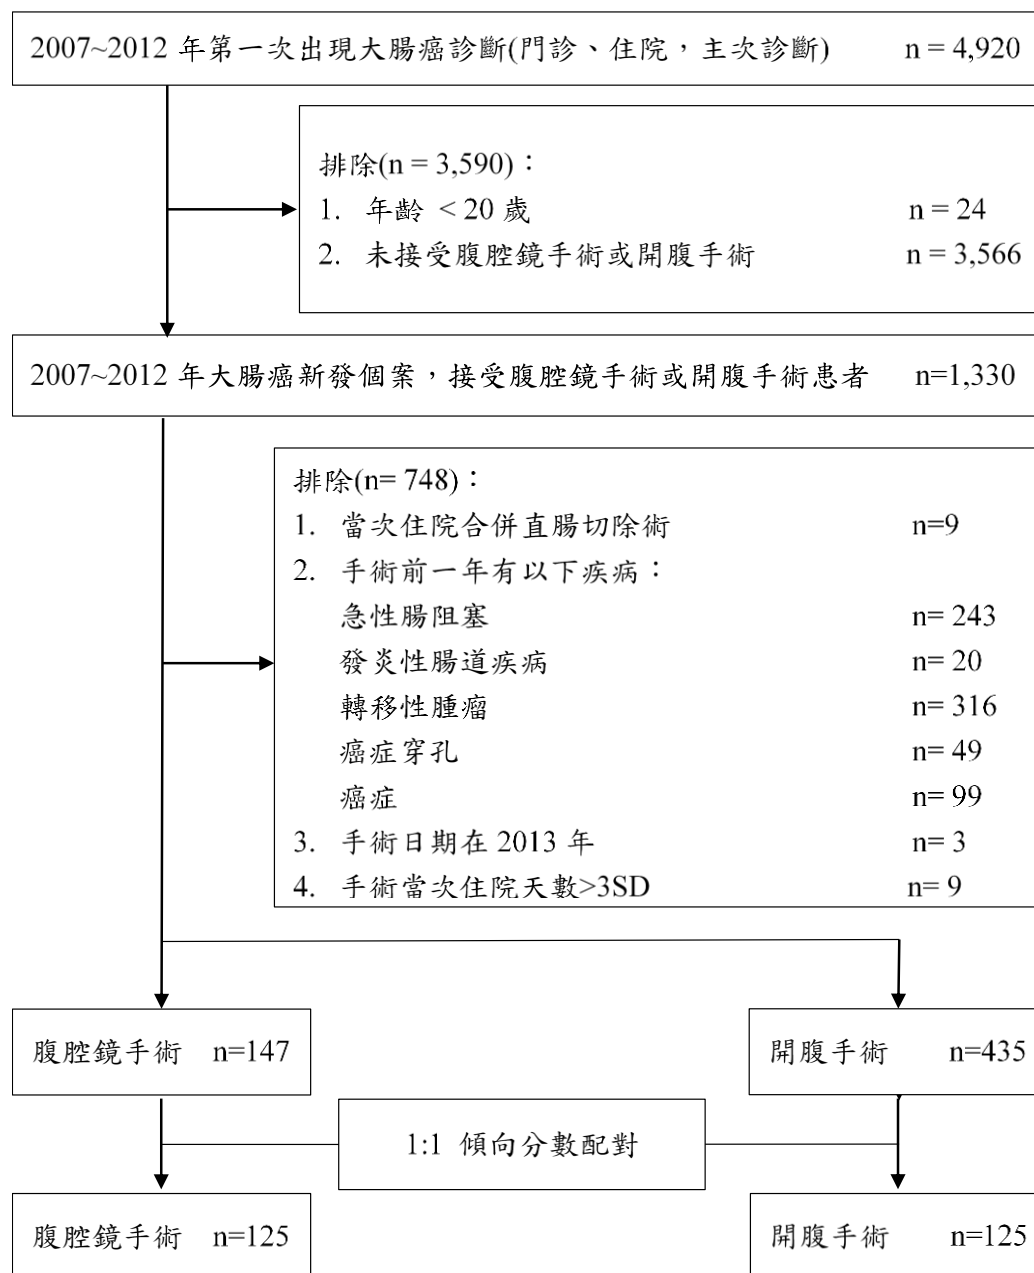 2007~2012 年第一次出現大腸癌診斷(門診、住院，主次診斷) n = 4,920
排除(n = 3,590)：
1. 年齡 < 20 歲 n = 24
2. 未接受腹腔鏡手術或開腹手術 n = 3,566
2007~2012 年大腸癌新發個案，接受腹腔鏡手術或開腹手術患者 n=1,330
排除(n= 748)：
1. 當次住院合併直腸切除術 n=9
2. 手術前一年有以下疾病：
急性腸阻塞 n= 243
發炎性腸道疾病 n= 20
轉移性腫瘤 n= 316
癌症穿孔 n= 49
癌症 n= 99
3. 手術日期在 2013 年 n= 3
4. 手術當次住院天數>3SD n= 9
腹腔鏡手術 n=147
開腹手術 n=435
1:1 傾向分數配對
腹腔鏡手術 n=125
開腹手術 n=125